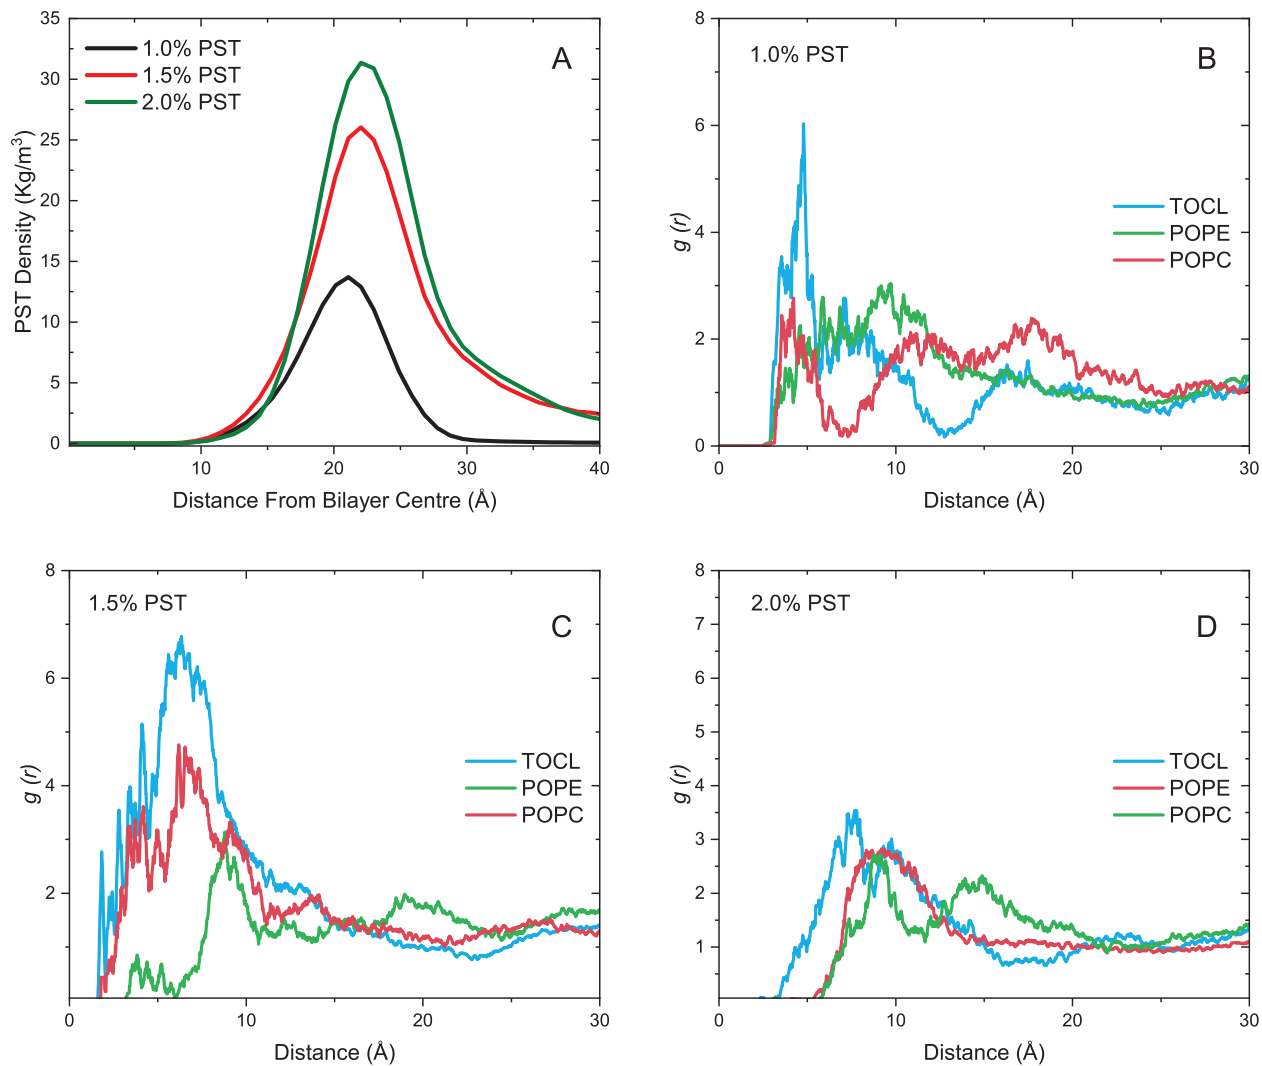 35
30
25
20
15
10
5
0
PST Density (Kg/m³)
1.0% PST
1.5% PST
2.0% PST
A
10
20
30
40
Distance From Bilayer Centre (Å)
8
6
4
2
0
g (r)
1.0% PST
B
TOCL
POPE
POPC
0
10
20
30
Distance (Å)
8
6
4
2
g (r)
1.5% PST
C
TOCL
POPE
POPC
0
10
20
30
Distance (Å)
8
7
6
5
4
3
2
1
g (r)
2.0% PST
D
TOCL
POPE
POPC
0
10
20
30
Distance (Å)